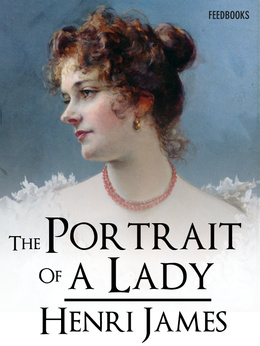 FEEDBOOKS
THE PORTRAIT
OF A LADY
HENRI JAMES